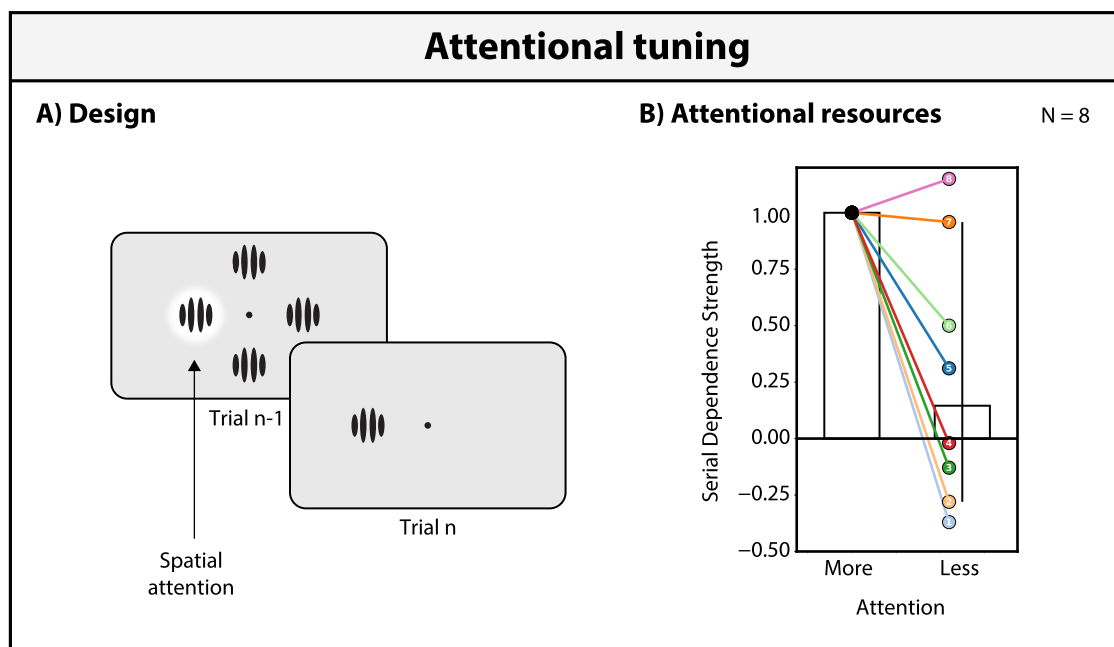 Attentional tuning
A) Design
Trial n-1
Trial n
Spatial
attention
B) Attentional resources
N = 8
Serial Dependence Strength
1.00
0.75
0.50
0.25
0.00
−0.25
−0.50
8
7
6
5
4
3
2
1
More
Less
Attention